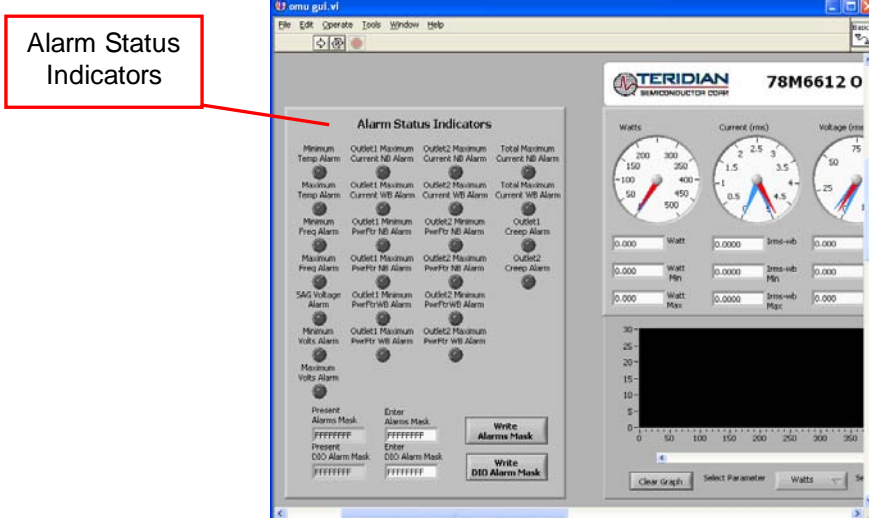 Alarm Status
Indicators
omu gui.vi
File Edit Operate Tools Window Help
Basic
TERIDIAN
SEMICONDUCTOR CORP
78M6612 O
Alarm Status Indicators
Minimum
Temp Alarm
Outlet1 Maximum
Current NB Alarm
Outlet2 Maximum
Current NB Alarm
Total Maximum
Current NB Alarm
Maximum
Temp Alarm
Outlet1 Maximum
Current WB Alarm
Outlet2 Maximum
Current WB Alarm
Total Maximum
Current WB Alarm
Minimum
Freq Alarm
Outlet1 Minimum
PwrFtr NB Alarm
Outlet2 Minimum
PwrFtr NB Alarm
Outlet1
Creep Alarm
Maximum
Freq Alarm
Outlet1 Maximum
PwrFtr NB Alarm
Outlet2 Maximum
PwrFtr NB Alarm
Outlet2
Creep Alarm
SAG Voltage
Alarm
Outlet1 Minimum
PwrFtrWB Alarm
Outlet2 Minimum
PwrFtrWB Alarm
Minimum
Volts Alarm
Outlet1 Maximum
PwrFtr WB Alarm
Outlet2 Maximum
PwrFtr WB Alarm
Maximum
Volts Alarm
Present
Alarms Mask
FFFFFFFF
Enter
Alarms Mask
FFFFFFFF
Write
Alarms Mask
Present
DIO Alarm Mask
FFFFFFFF
Enter
DIO Alarm Mask
FFFFFFFF
Write
DIO Alarm Mask
Watts
0 50 100 150 200 300 350 400 450 500
Current (rms)
0 0.5 1 1.5 2 2.5 3 3.5 4 4.5 5
Voltage (rms
25 50 75
0.000 Watt
0.0000 Irms-wb
0.000
0.000 Watt
Min
0.0000 Irms-wb
Min
0.000
0.000 Watt
Max
0.0000 Irms-wb
Max
0.000
30
25
20
15
10
5
0
0 50 100 150 200 250 300 350
Clear Graph
Select Parameter
Watts
Se